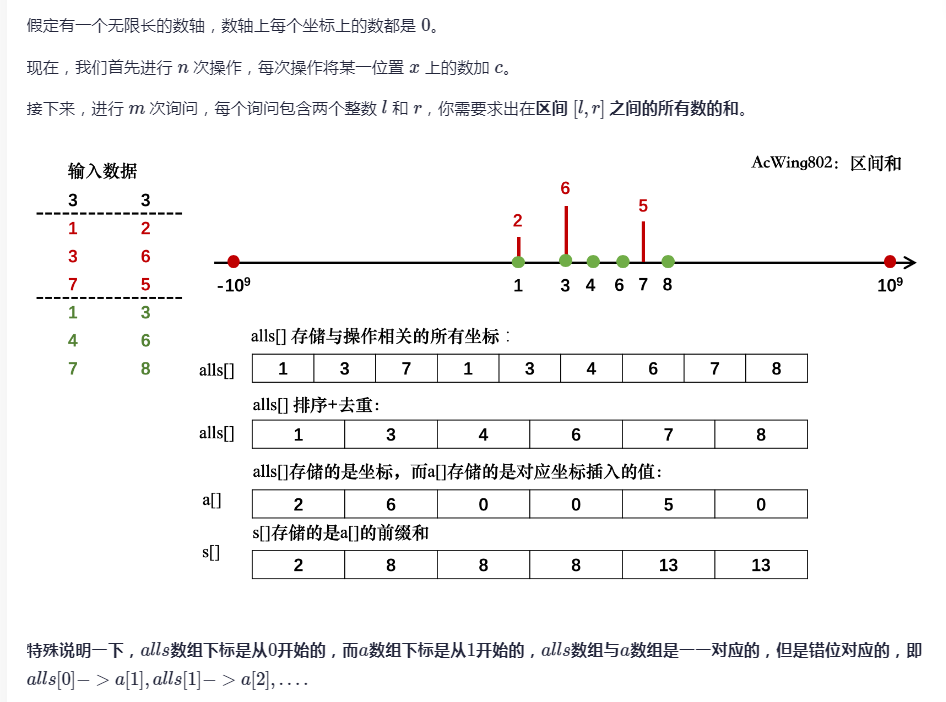 假定有一个无限长的数轴，数轴上每个坐标上的数都是 0。
现在，我们首先进行 n 次操作，每次操作将某一位置 x 上的数加 c。
接下来，进行 m 次询问，每个询问包含两个整数 l 和 r，你需要求出在区间 [l, r] 之间的所有数的和。
AcWing802：区间和
输入数据
3 3
1 2
3 6
7 5
1 3
4 6
7 8
2 6 5
-10⁹ 1 3 4 6 7 8 10⁹
alls[] 存储与操作相关的所有坐标：
alls[] 1 3 7 1 3 4 6 7 8
alls[] 排序+去重：
alls[] 1 3 4 6 7 8
alls[]存储的是坐标，而a[]存储的是对应坐标插入的值：
a[] 2 6 0 0 5 0
s[]存储的是a[]的前缀和
s[] 2 8 8 8 13 13
特殊说明一下，alls数组下标是从0开始的，而a数组下标是从1开始的，alls数组与a数组是一一对应的，但是错位对应的，即
alls[0]− > a[1], alls[1]− > a[2], . . . .